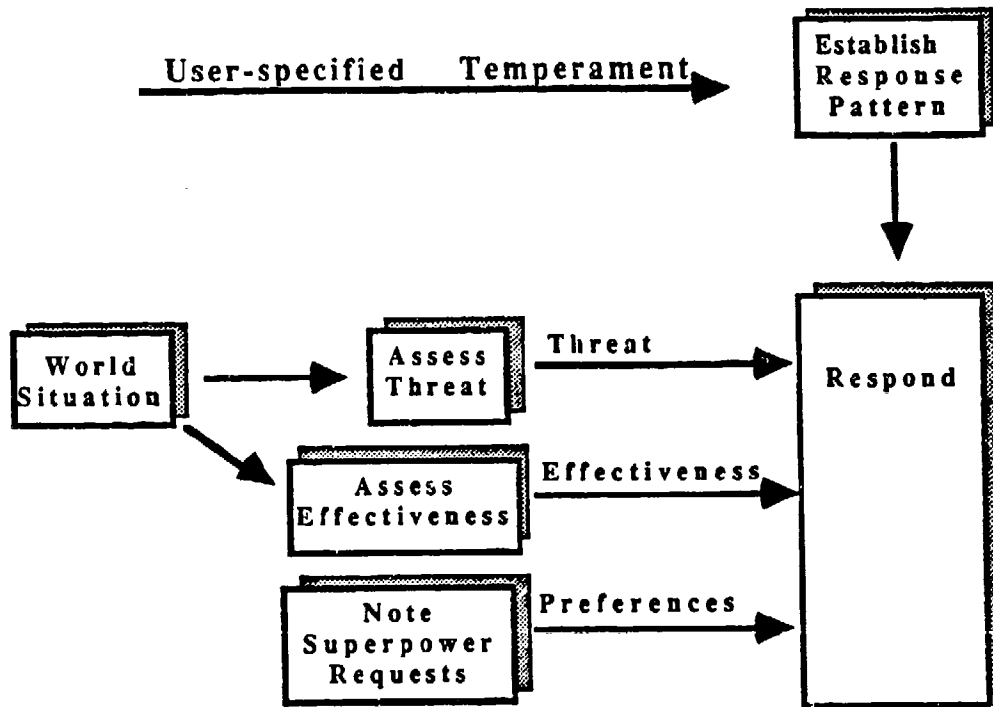 User-specified Temperament
Establish
Response
Pattern
World
Situation
Assess
Threat
Threat
Respond
Assess
Effectiveness
Effectiveness
Note
Superpower
Requests
Preferences